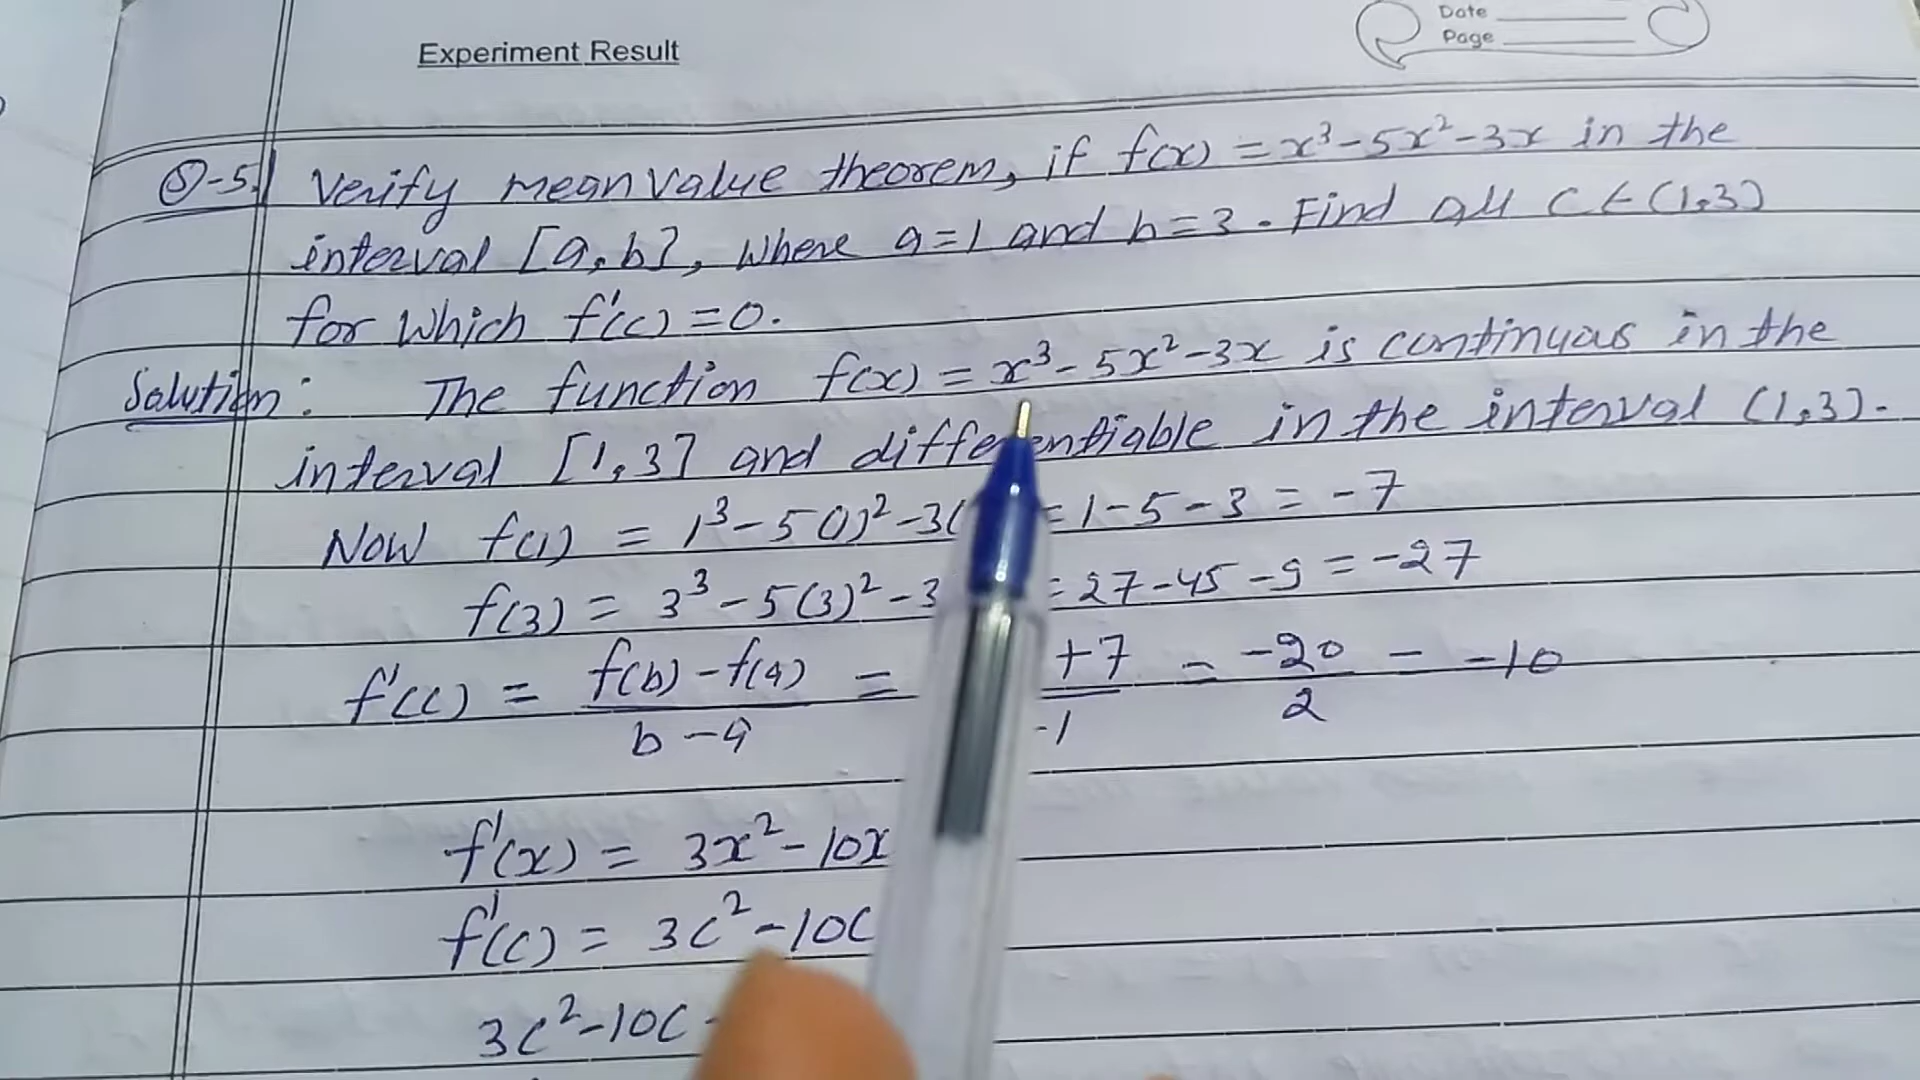 Date
Page
Experiment Result
Q-5. Verify mean value theorem, if f(x) = x³-5x²-3x in the
interval [a,b], where a=1 and b=3. Find all c ∈ (1,3)
for which f'(c) = 0.
Solution: The function f(x) = x³-5x²-3x is continuous in the
interval [1,3] and differentiable in the interval (1,3).
Now f(1) = 1³-5(1)²-3( = 1-5-3 = -7
f(3) = 3³-5(3)²-3 = 27-45-9 = -27
f'(c) = f(b)-f(a) / b-a = +7 / -1 = -20 / 2 = -10
f'(x) = 3x²-10x
f'(c) = 3c²-10c
3c²-10c-